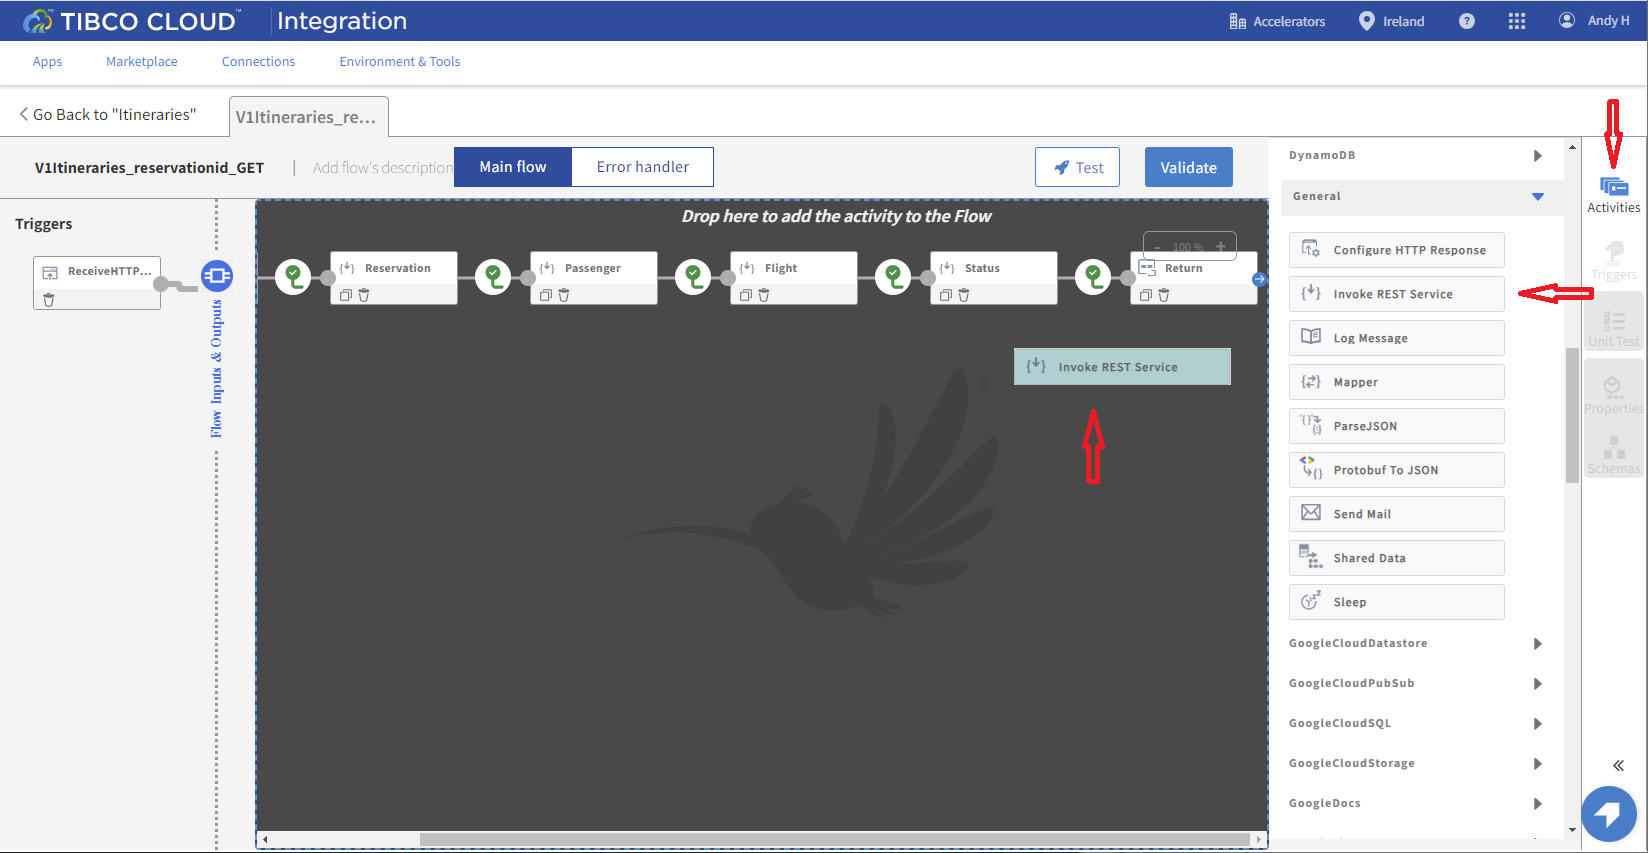 TIBCO CLOUD™ Integration
Accelerators
Ireland
?
Andy H
Apps
Marketplace
Connections
Environment & Tools
Go Back to "Itineraries"
V1Itineraries_re...
V1Itineraries_reservationid_GET
Add flow's description
Main flow
Error handler
Test
Validate
Triggers
ReceiveHTTP...
Flow Inputs & Outputs
Drop here to add the activity to the Flow
- 100 % +
Reservation
Passenger
Flight
Status
Return
Invoke REST Service
DynamoDB
General
Configure HTTP Response
Invoke REST Service
Log Message
Mapper
ParseJSON
Protobuf To JSON
Send Mail
Shared Data
Sleep
GoogleCloudDatastore
GoogleCloudPubSub
GoogleCloudSQL
GoogleCloudStorage
GoogleDocs
Activities
Triggers
Unit Test
Properties
Schemas